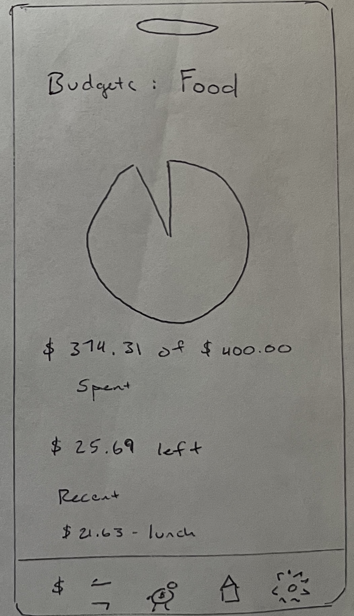 Budgets : Food
$ 374.31 of $ 400.00
Spent
$ 25.69 left
Recent
$ 21.63 - lunch
$